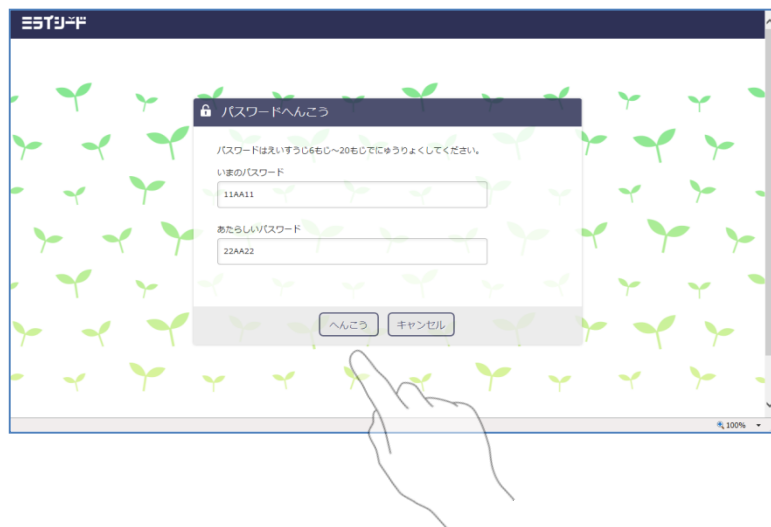 ミライシード
パスワードへんこう
パスワードはえいすうじ6もじ～20もじでにゅうりょくしてください。
いまのパスワード
11AA11
あたらしいパスワード
22AA22
へんこう キャンセル
100%